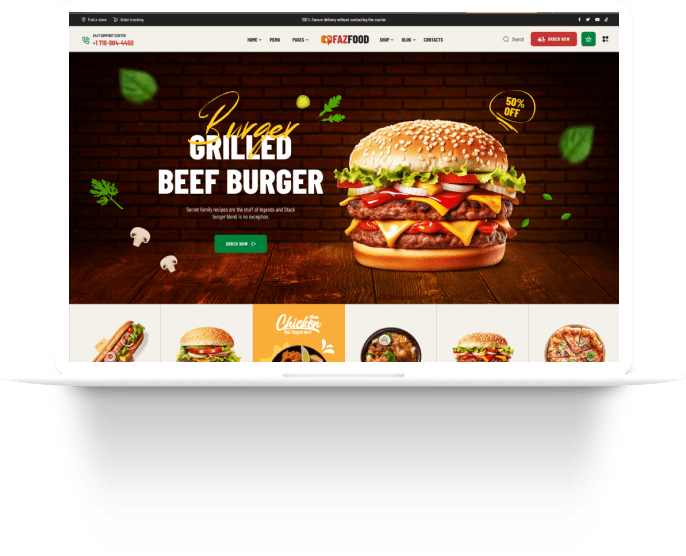 Find a store
Order tracking
100% Secure delivery without contacting the courier
24/7 SUPPORT CENTER
+1 718-904-4450
HOME
MENU
PAGES
FAZFOOD
SHOP
BLOG
CONTACTS
Search
ORDER NOW
Burger
GRILLED
BEEF BURGER
50%
OFF
Secret family recipes are the stuff of legends and Stack
burger blend is no exception.
ORDER NOW
Chicken